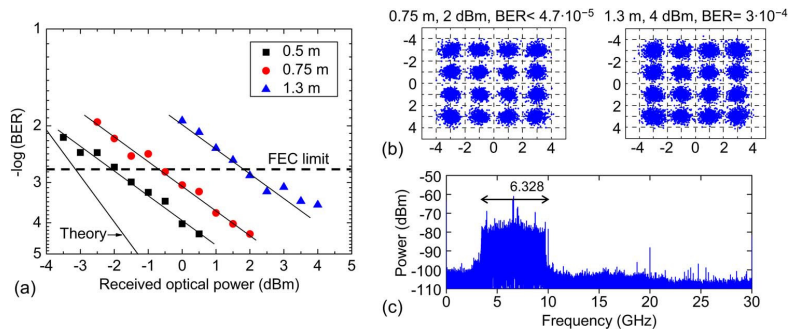 1
2
3
4
5
-log(BER)
0.5 m
0.75 m
1.3 m
FEC limit
Theory
-4 -3 -2 -1 0 1 2 3 4 5
Received optical power (dBm)
(a)
0.75 m, 2 dBm, BER< 4.7·10⁻⁵
-4
-2
0
2
4
-4 -2 0 2 4
1.3 m, 4 dBm, BER= 3·10⁻⁴
-4
-2
0
2
4
-4 -2 0 2 4
(b)
6.328
-50
-60
-70
-80
-90
-100
-110
Power (dBm)
0 5 10 15 20 25 30
Frequency (GHz)
(c)